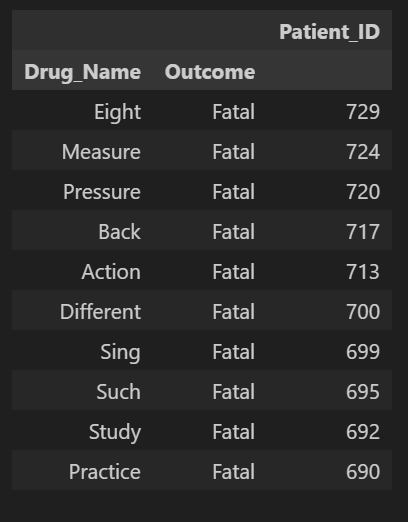 Patient_ID
Drug_Name Outcome
Eight Fatal 729
Measure Fatal 724
Pressure Fatal 720
Back Fatal 717
Action Fatal 713
Different Fatal 700
Sing Fatal 699
Such Fatal 695
Study Fatal 692
Practice Fatal 690